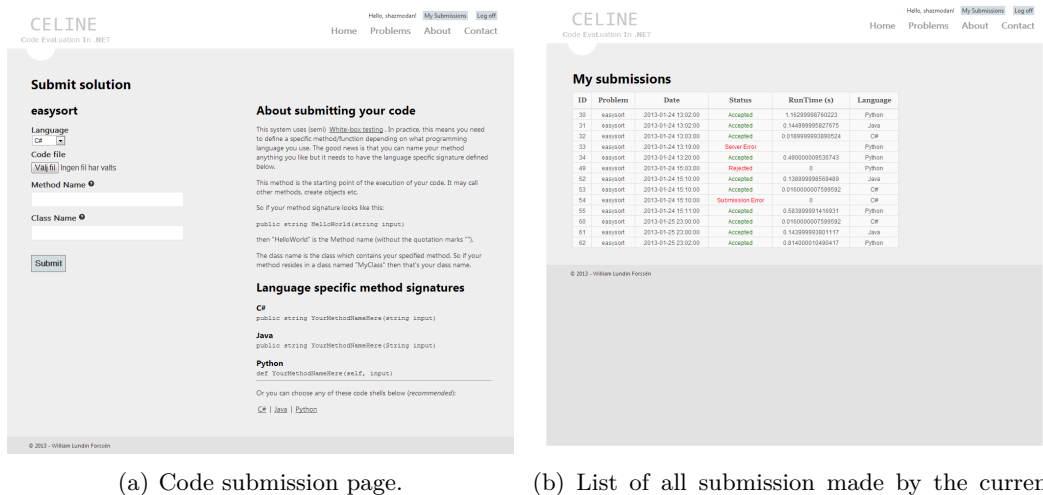 CELINE
Code EvaLuation In .NET
Hello, shazmodan! My Submissions Log off
Home Problems About Contact
Submit solution
easysort
Language
C#
Code file
Välj fil Ingen fil har valts
Method Name
Class Name
Submit
About submitting your code
This system uses (semi) White-box testing . In practice, this means you need
to define a specific method/function depending on what programming
language you use. The good news is that you can name your method
anything you like but it needs to have the language specific signature defined
below.
This method is the starting point of the execution of your code. It may call
other methods, create objects etc.
So if your method signature looks like this:
public string HelloWorld(string input)
then "HelloWorld" is the Method name (without the quotation marks "").
The class name is the class which contains your specified method. So if your
method resides in a class named "MyClass" then that's your class name.
Language specific method signatures
C#
public string YourMethodNameHere(string input)
Java
public string YourMethodNameHere(String input)
Python
def YourMethodNameHere(self, input)
Or you can choose any of these code shells below (recommended):
C# | Java | Python
© 2013 - William Lundin Forssén
(a) Code submission page.
CELINE
Code EvaLuation In .NET
Hello, shazmodan! My Submissions Log off
Home Problems About Contact
My submissions
ID Problem Date Status RunTime (s) Language
30 easysort 2013-01-24 13:02:00 Accepted 1.16299998760223 Python
31 easysort 2013-01-24 13:02:00 Accepted 0.144999995827675 Java
32 easysort 2013-01-24 13:03:00 Accepted 0.0189999993890524 C#
33 easysort 2013-01-24 13:19:00 Server Error Python
34 easysort 2013-01-24 13:20:00 Accepted 0.490000009536743 Python
49 easysort 2013-01-24 15:03:00 Rejected 0 Python
52 easysort 2013-01-24 15:10:00 Accepted 0.138999998569489 Java
53 easysort 2013-01-24 15:10:00 Accepted 0.0160000007599592 C#
54 easysort 2013-01-24 15:10:00 Submission Error 0 C#
55 easysort 2013-01-24 15:11:00 Accepted 0.583999991416931 Python
60 easysort 2013-01-25 23:00:00 Accepted 0.0160000007599592 C#
61 easysort 2013-01-25 23:00:00 Accepted 0.143999993801117 Java
62 easysort 2013-01-25 23:02:00 Accepted 0.814000010490417 Python
© 2013 - William Lundin Forssén
(b) List of all submission made by the curren